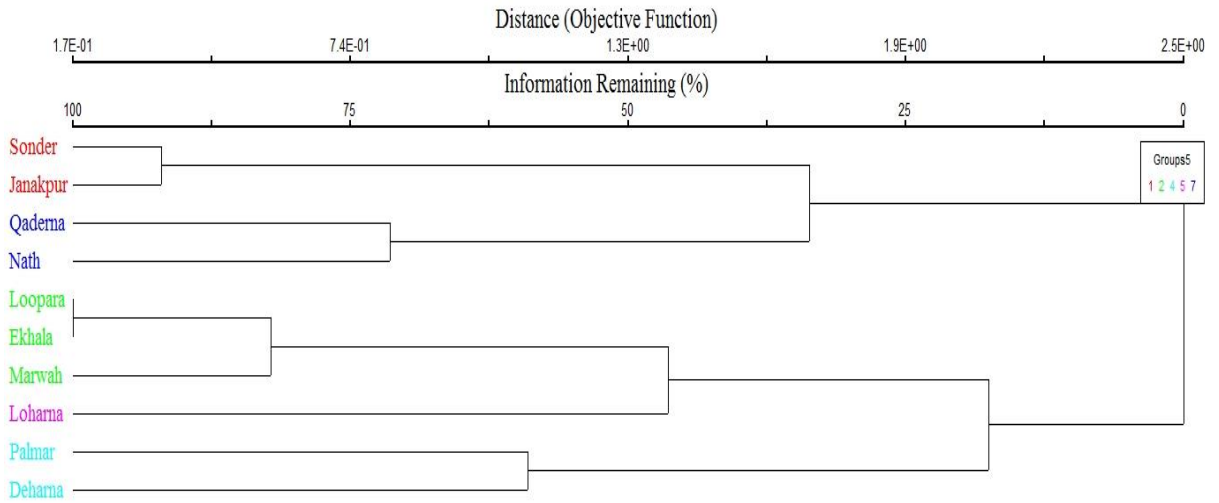 Distance (Objective Function)
1.7E-01 7.4E-01 1.3E+00 1.9E+00 2.5E+00
Information Remaining (%)
100 75 50 25 0
Sonder
Janakpur
Qaderna
Nath
Loopara
Ekhala
Marwah
Loharna
Palmar
Deharna
Groups5
1 2 4 5 7